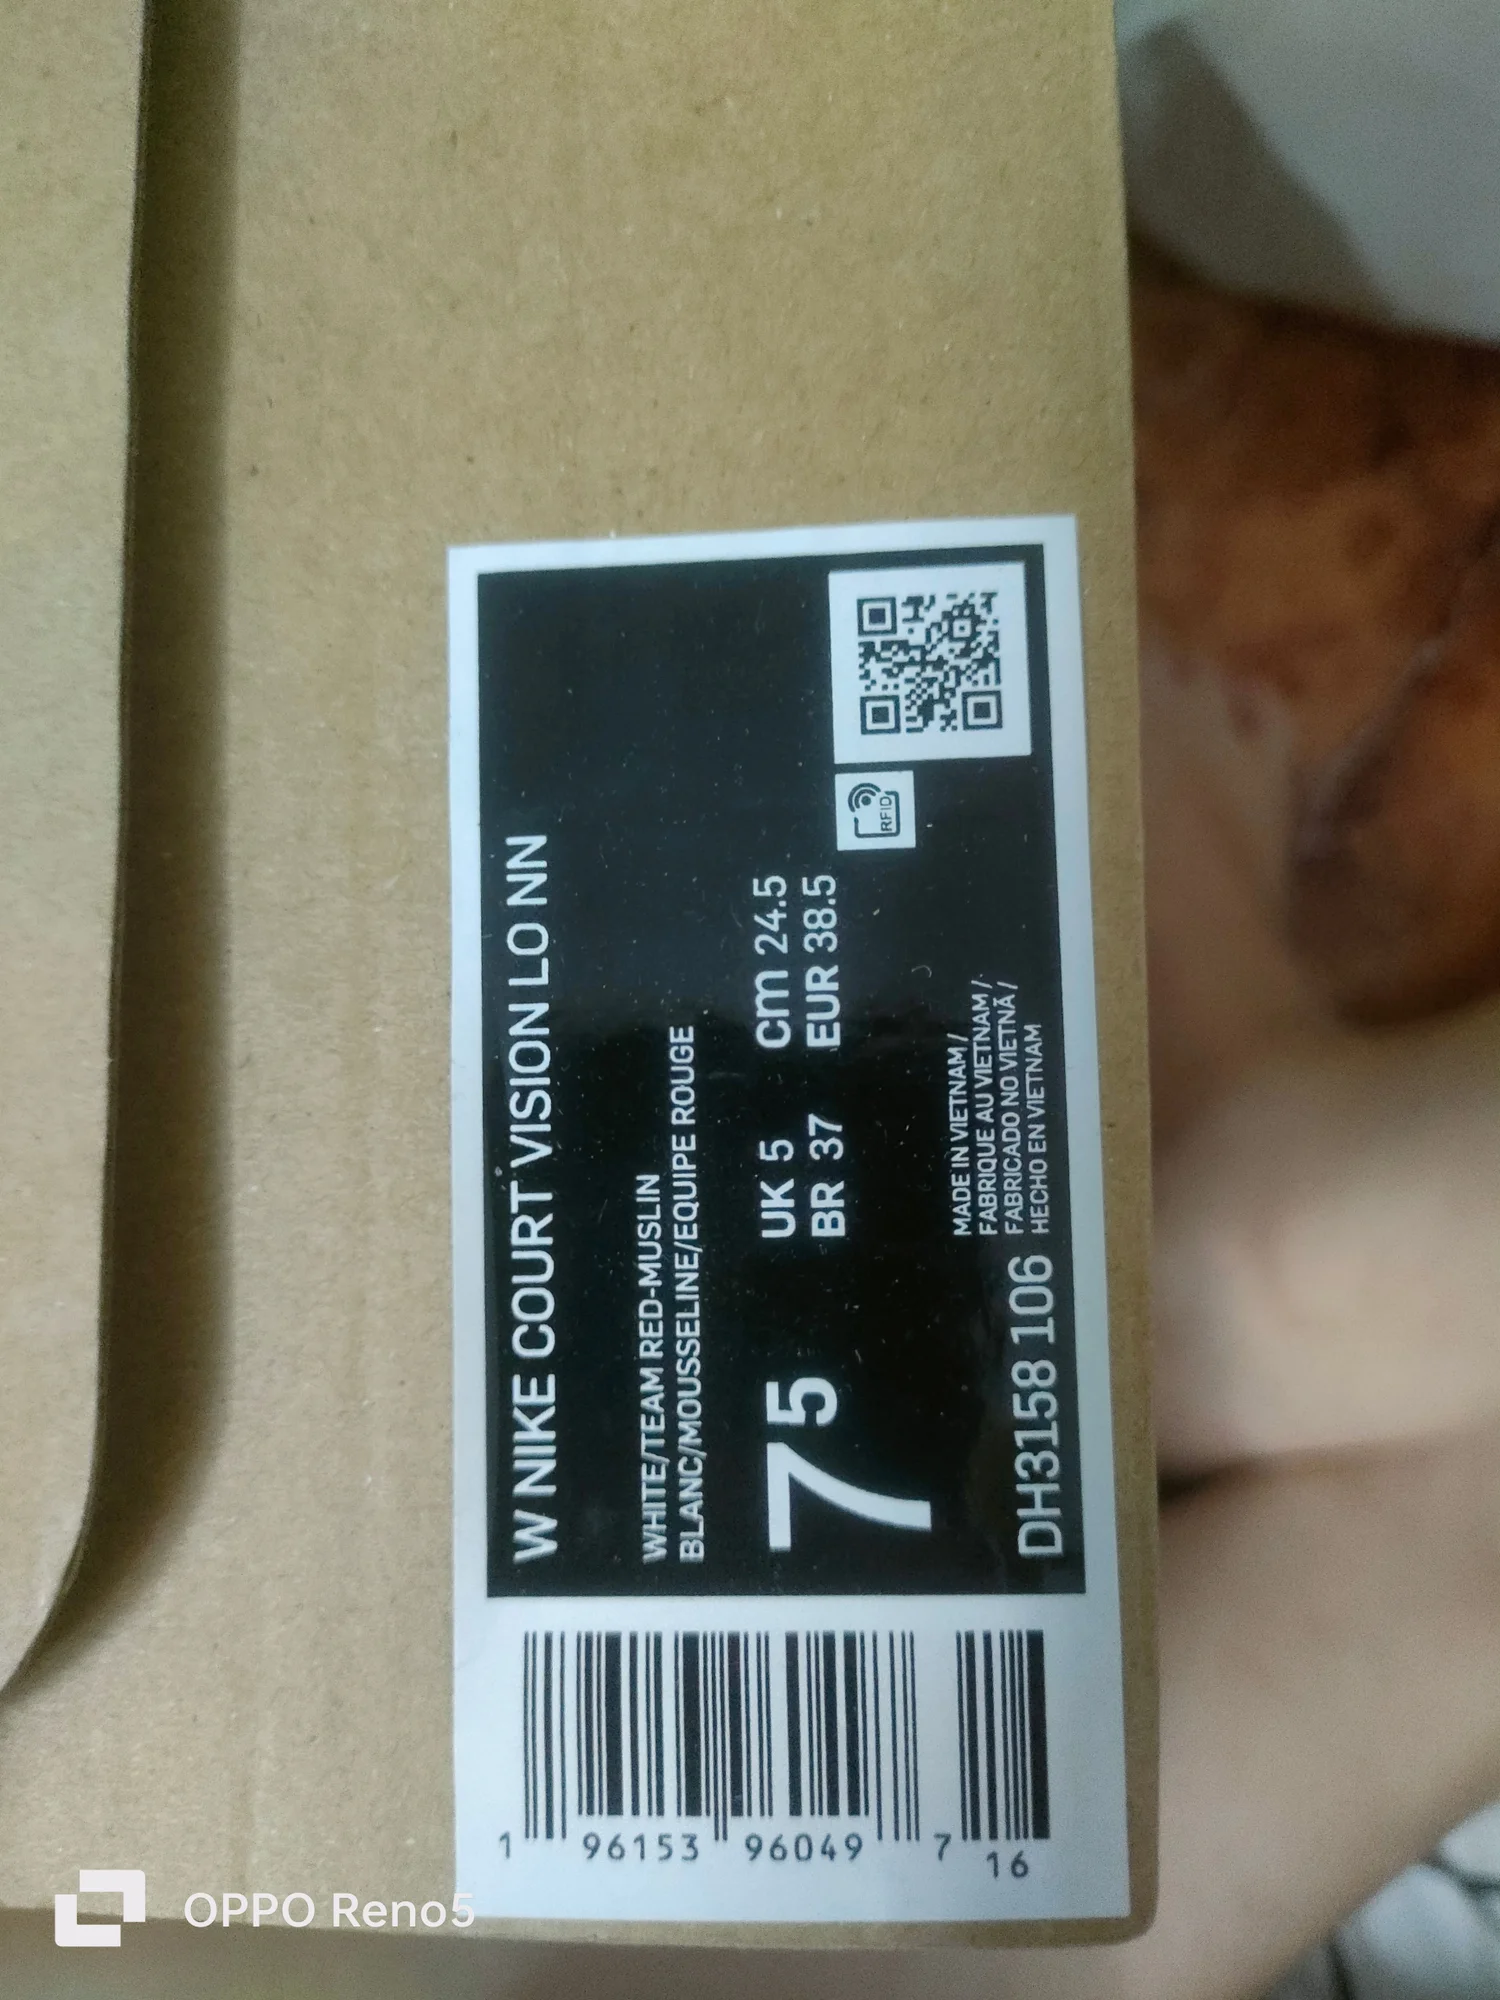 W NIKE COURT VISION LO NN
WHITE/TEAM RED-MUSLIN
BLANC/MOUSSELINE/EQUIPE ROUGE
7 5
UK 5 cm 24.5
BR 37 EUR 38.5
RFID
DH3158 106
MADE IN VIETNAM /
FABRIQUE AU VIETNAM /
FABRICADO NO VIETNÃ /
HECHO EN VIETNAM
1 96153 96049 7
16
OPPO Reno5